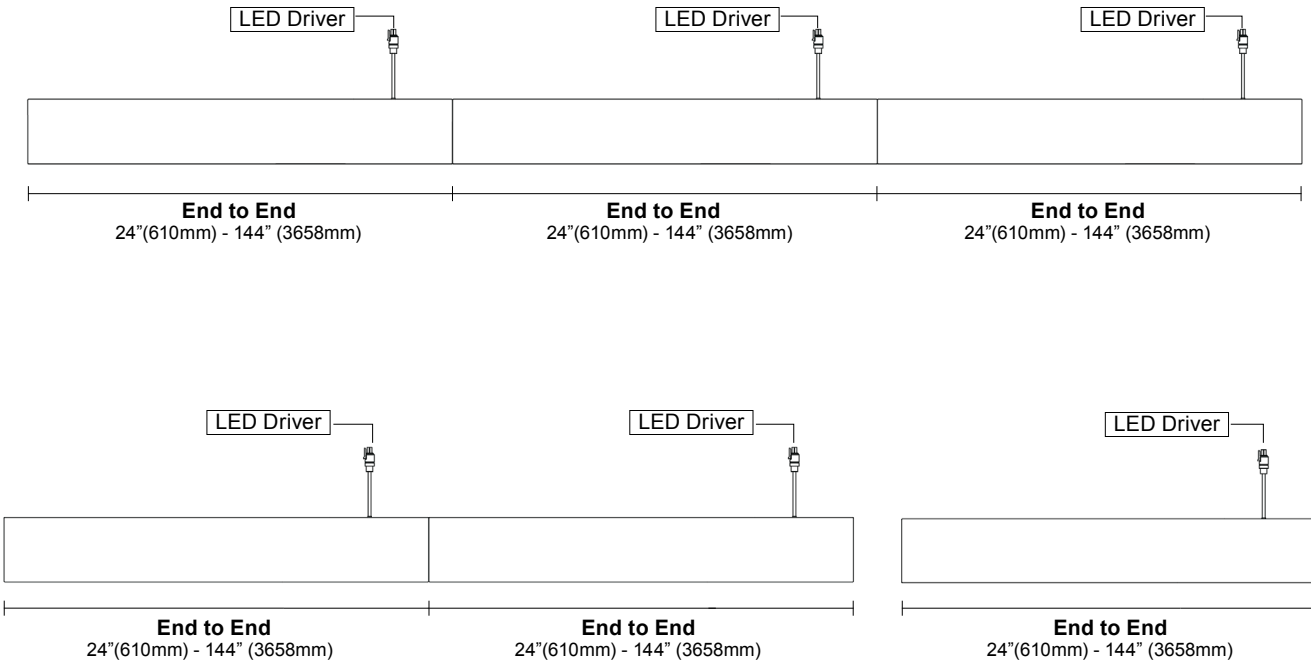 LED Driver
LED Driver
LED Driver
End to End
24”(610mm) - 144” (3658mm)
End to End
24”(610mm) - 144” (3658mm)
End to End
24”(610mm) - 144” (3658mm)
LED Driver
LED Driver
LED Driver
End to End
24”(610mm) - 144” (3658mm)
End to End
24”(610mm) - 144” (3658mm)
End to End
24”(610mm) - 144” (3658mm)